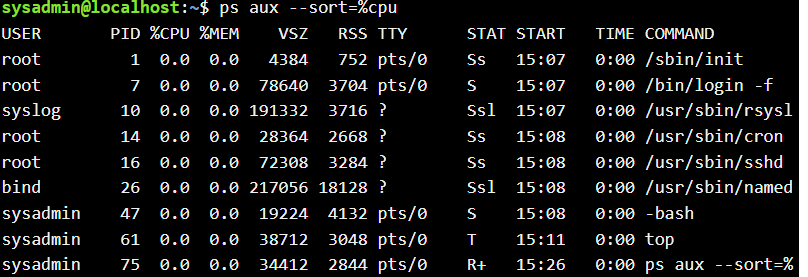 sysadmin@localhost:~$ ps aux --sort=%cpu
USER       PID %CPU %MEM    VSZ   RSS TTY      STAT START   TIME COMMAND
root         1  0.0  0.0   4384   752 pts/0    Ss   15:07   0:00 /sbin/init
root         7  0.0  0.0  78640  3704 pts/0    S    15:07   0:00 /bin/login -f
syslog      10  0.0  0.0 191332  3716 ?        Ssl  15:07   0:00 /usr/sbin/rsysl
root        14  0.0  0.0  28364  2668 ?        Ss   15:08   0:00 /usr/sbin/cron
root        16  0.0  0.0  72308  3284 ?        Ss   15:08   0:00 /usr/sbin/sshd
bind        26  0.0  0.0 217056 18128 ?        Ssl  15:08   0:00 /usr/sbin/named
sysadmin    47  0.0  0.0  19224  4132 pts/0    S    15:08   0:00 -bash
sysadmin    61  0.0  0.0  38712  3048 pts/0    T    15:11   0:00 top
sysadmin    75  0.0  0.0  34412  2844 pts/0    R+   15:26   0:00 ps aux --sort=%